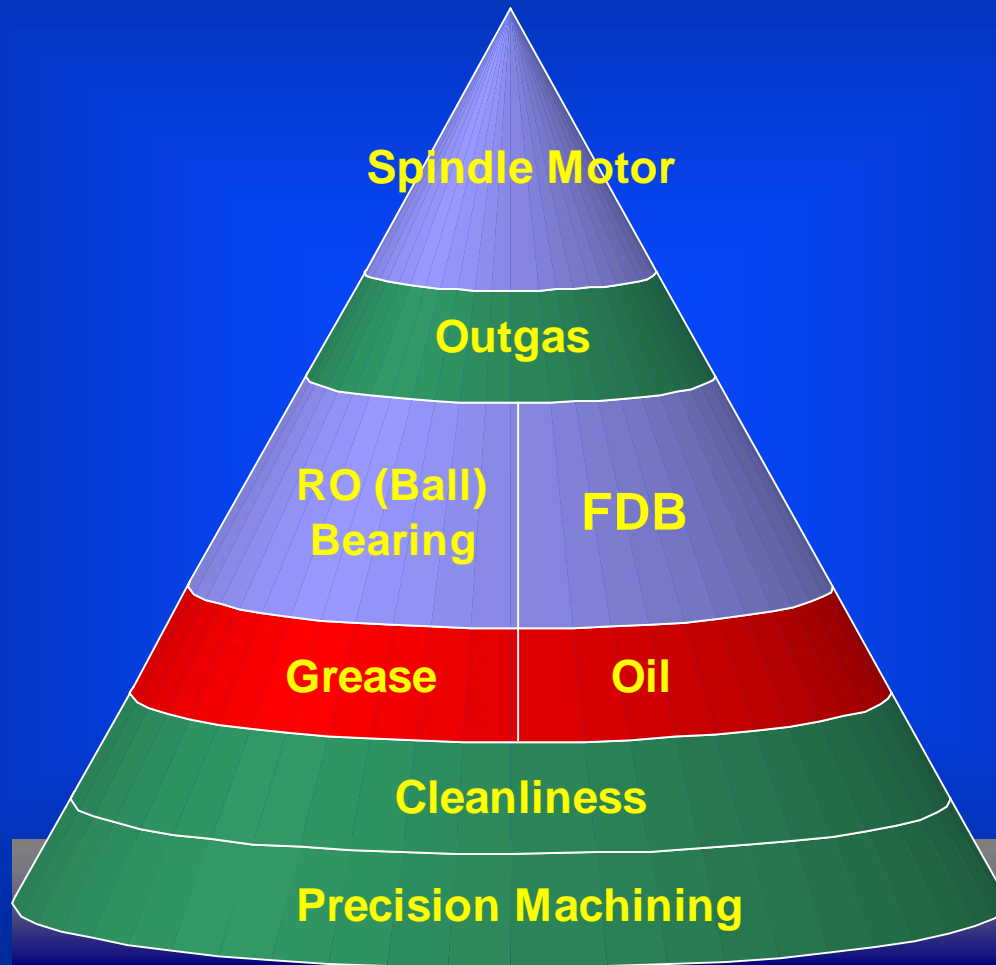 Spindle Motor
Outgas
RO (Ball)
Bearing
FDB
Grease
Oil
Cleanliness
Precision Machining